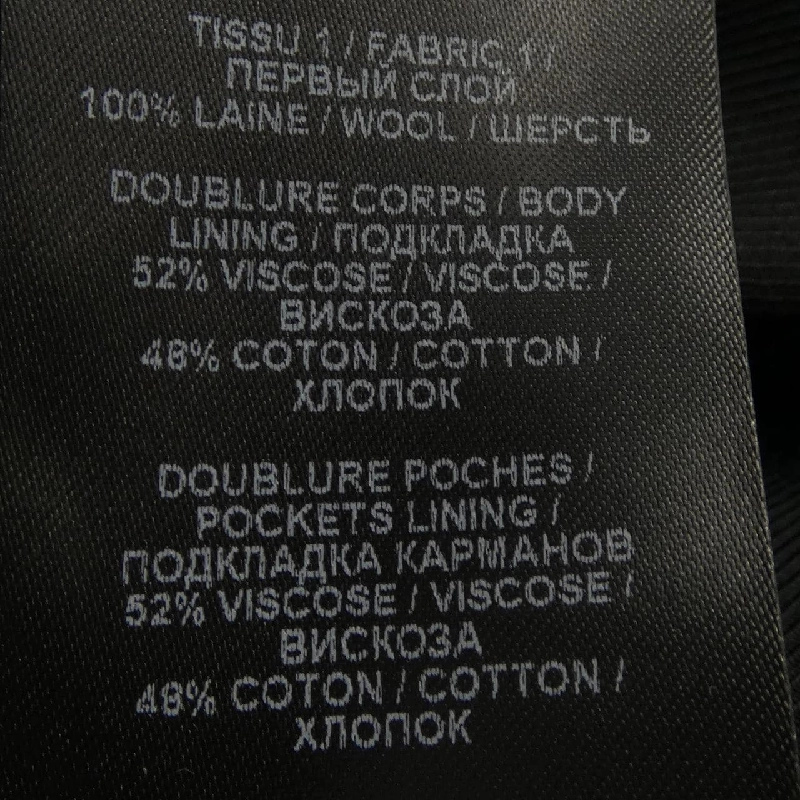 TISSU 1 / FABRIC 1 /
ПЕРВЫЙ СЛОЙ
100% LAINE / WOOL / ШЕРСТЬ
DOUBLURE CORPS / BODY
LINING / ПОДКЛАДКА
52% VISCOSE / VISCOSE /
ВИСКОЗА
48% COTON / COTTON /
ХЛОПОК
DOUBLURE POCHES /
POCKETS LINING /
ПОДКЛАДКА КАРМАНОВ
52% VISCOSE / VISCOSE /
ВИСКОЗА
48% COTON / COTTON /
ХЛОПОК